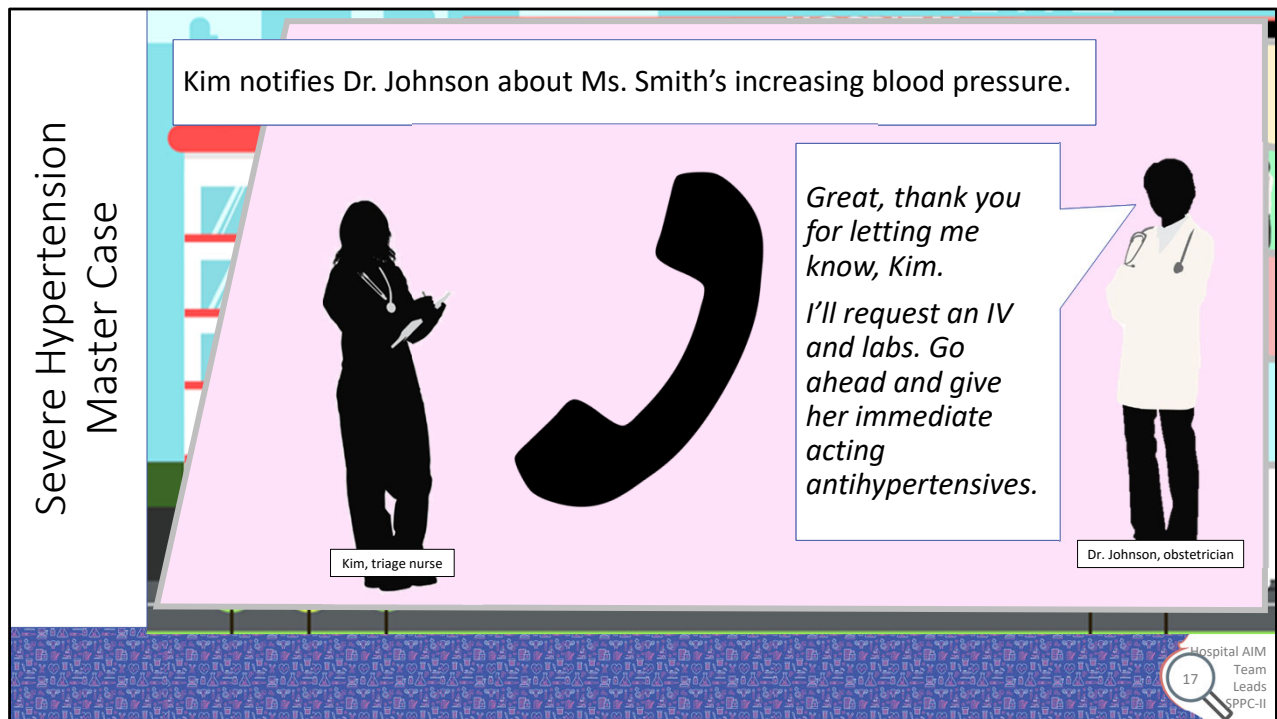 Severe Hypertension
Master Case
Kim notifies Dr. Johnson about Ms. Smith’s increasing blood pressure.
Great, thank you
for letting me
know, Kim.
I’ll request an IV
and labs. Go
ahead and give
her immediate
acting
antihypertensives.
Kim, triage nurse
Dr. Johnson, obstetrician
Hospital AIM
Team
Leads
SPPC-II
17